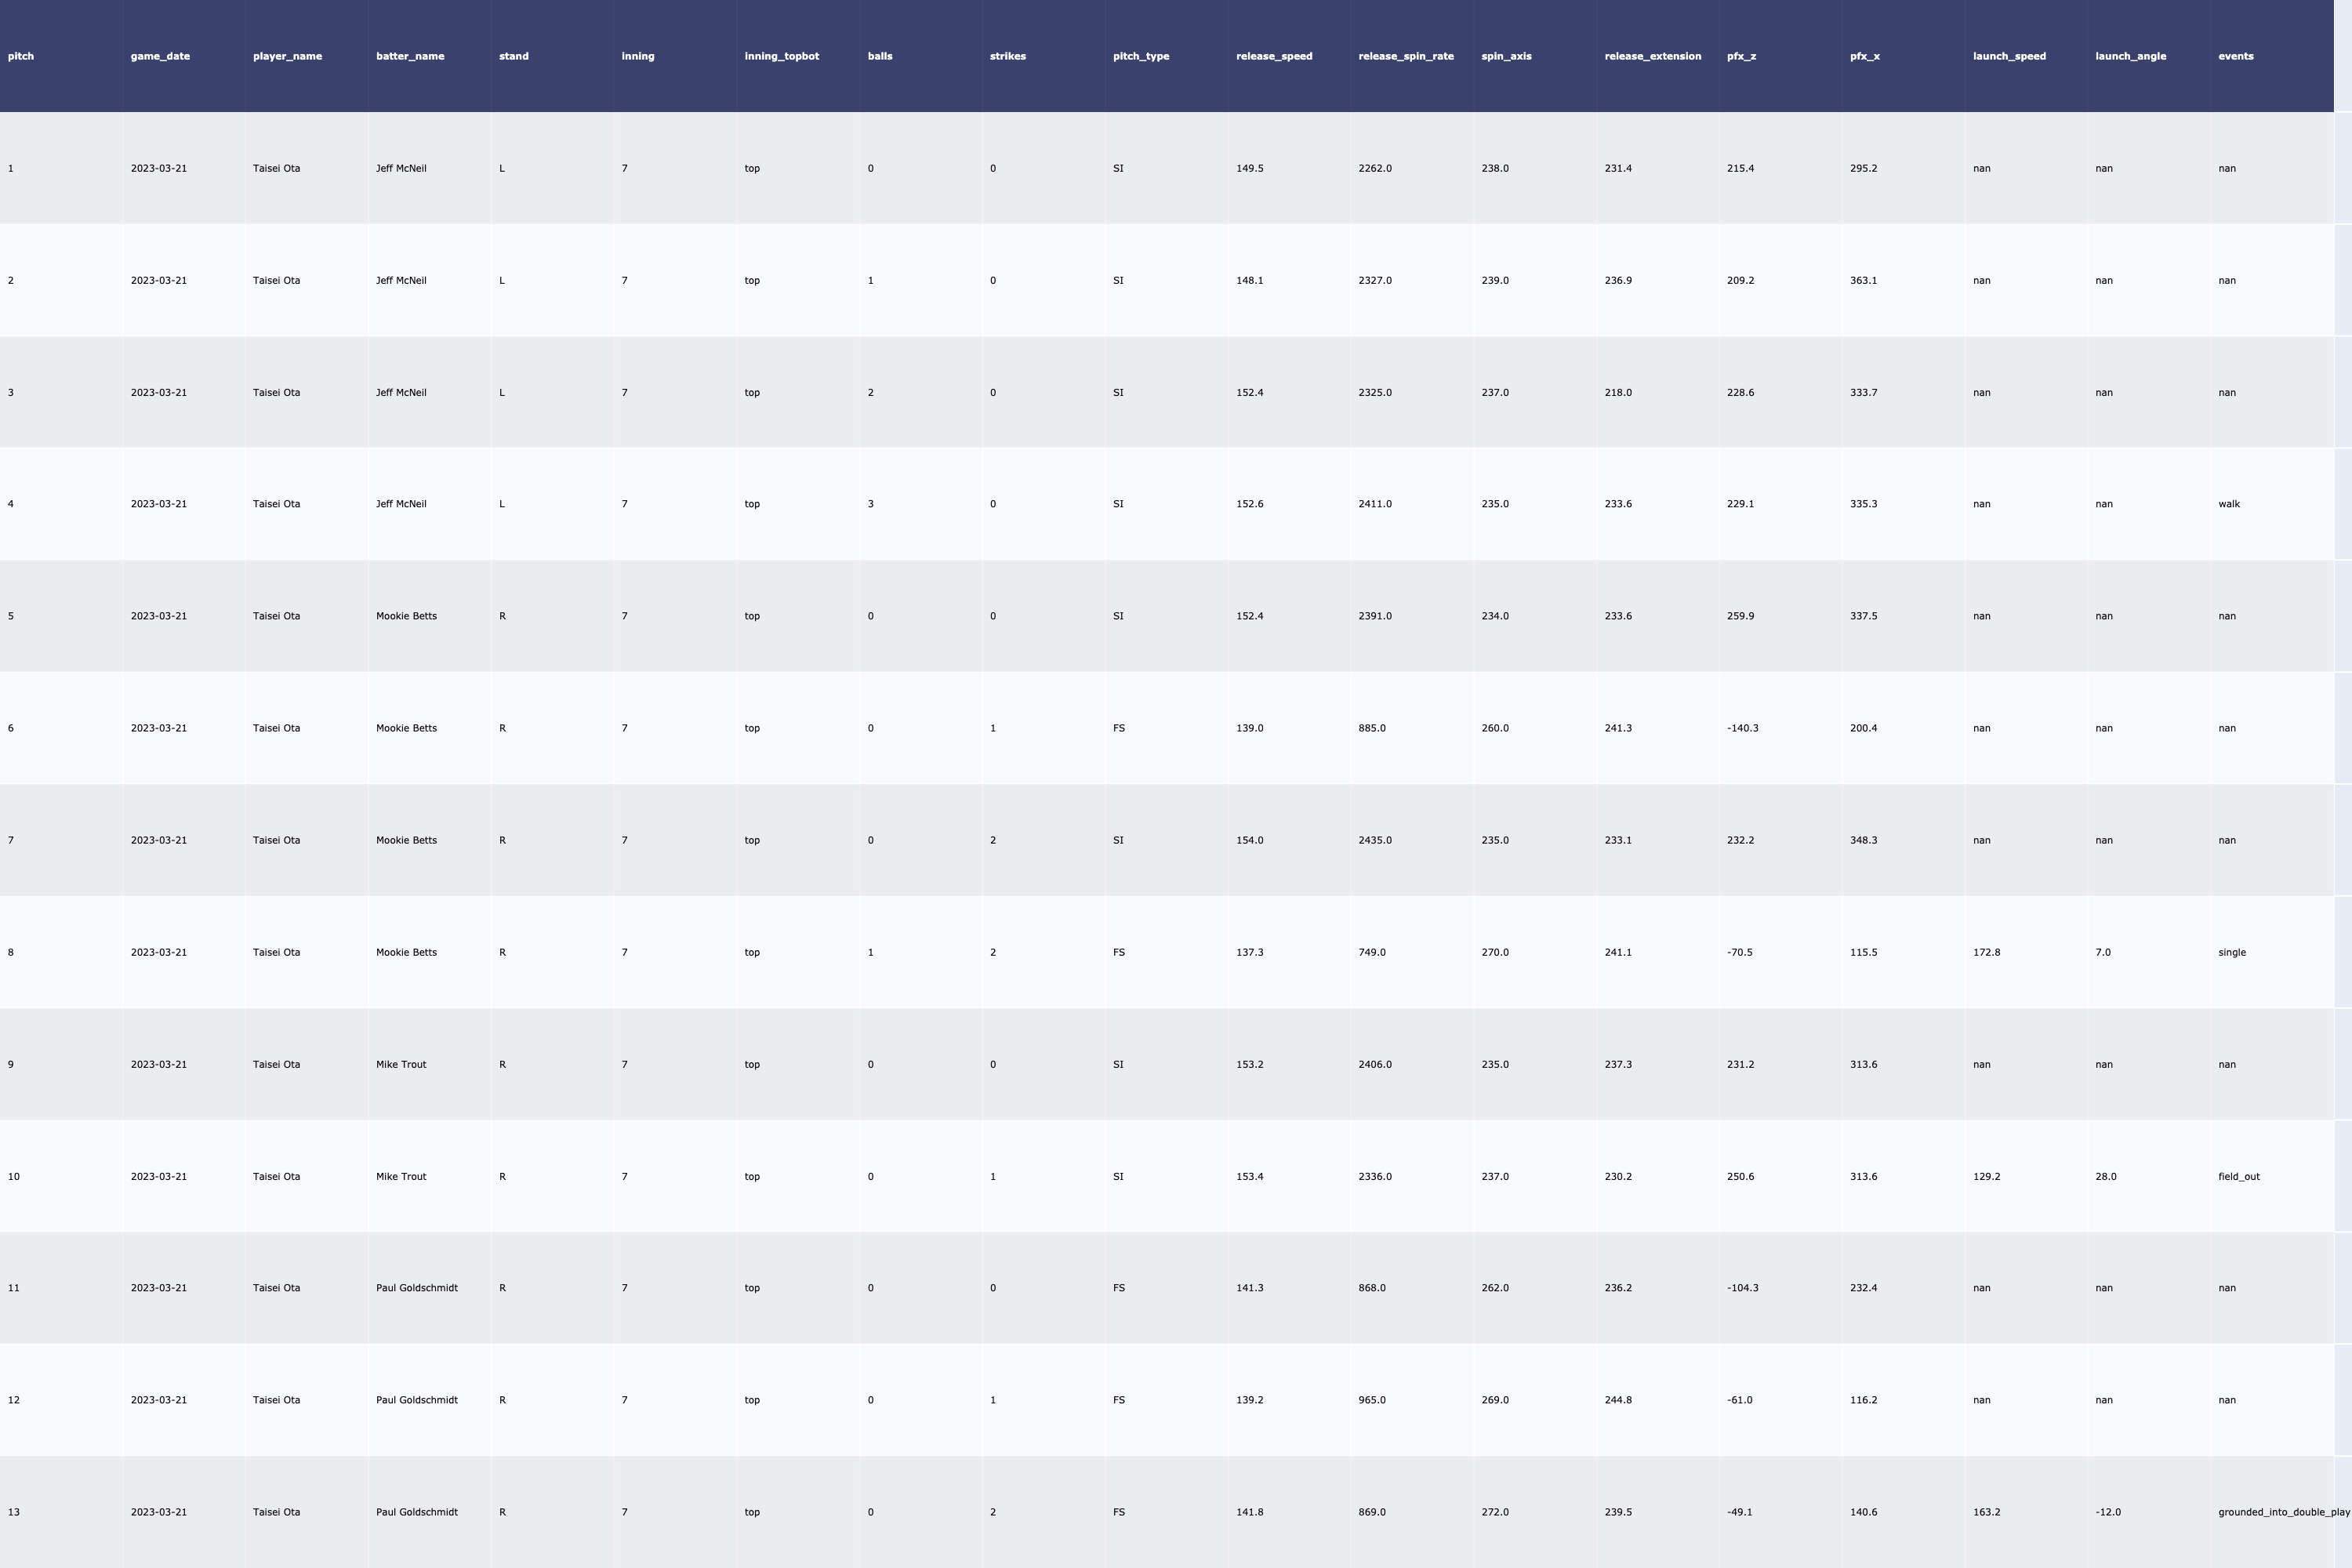 pitch game_date player_name batter_name stand inning inning_topbot balls strikes pitch_type release_speed release_spin_rate spin_axis release_extension pfx_z pfx_x launch_speed launch_angle events
1 2023-03-21 Taisei Ota Jeff McNeil L 7 top 0 0 SI 149.5 2262.0 238.0 231.4 215.4 295.2 nan nan nan
2 2023-03-21 Taisei Ota Jeff McNeil L 7 top 1 0 SI 148.1 2327.0 239.0 236.9 209.2 363.1 nan nan nan
3 2023-03-21 Taisei Ota Jeff McNeil L 7 top 2 0 SI 152.4 2325.0 237.0 218.0 228.6 333.7 nan nan nan
4 2023-03-21 Taisei Ota Jeff McNeil L 7 top 3 0 SI 152.6 2411.0 235.0 233.6 229.1 335.3 nan nan walk
5 2023-03-21 Taisei Ota Mookie Betts R 7 top 0 0 SI 152.4 2391.0 234.0 233.6 259.9 337.5 nan nan nan
6 2023-03-21 Taisei Ota Mookie Betts R 7 top 0 1 FS 139.0 885.0 260.0 241.3 -140.3 200.4 nan nan nan
7 2023-03-21 Taisei Ota Mookie Betts R 7 top 0 2 SI 154.0 2435.0 235.0 233.1 232.2 348.3 nan nan nan
8 2023-03-21 Taisei Ota Mookie Betts R 7 top 1 2 FS 137.3 749.0 270.0 241.1 -70.5 115.5 172.8 7.0 single
9 2023-03-21 Taisei Ota Mike Trout R 7 top 0 0 SI 153.2 2406.0 235.0 237.3 231.2 313.6 nan nan nan
10 2023-03-21 Taisei Ota Mike Trout R 7 top 0 1 SI 153.4 2336.0 237.0 230.2 250.6 313.6 129.2 28.0 field_out
11 2023-03-21 Taisei Ota Paul Goldschmidt R 7 top 0 0 FS 141.3 868.0 262.0 236.2 -104.3 232.4 nan nan nan
12 2023-03-21 Taisei Ota Paul Goldschmidt R 7 top 0 1 FS 139.2 965.0 269.0 244.8 -61.0 116.2 nan nan nan
13 2023-03-21 Taisei Ota Paul Goldschmidt R 7 top 0 2 FS 141.8 869.0 272.0 239.5 -49.1 140.6 163.2 -12.0 grounded_into_double_play